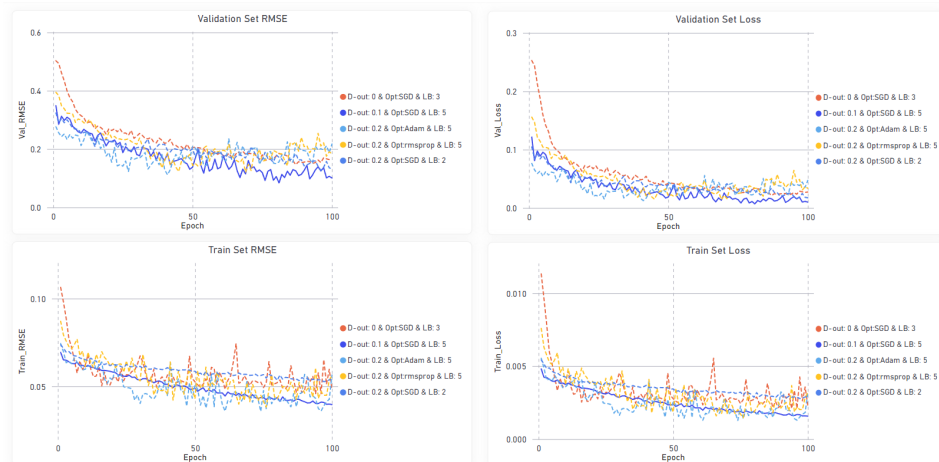 Validation Set RMSE
Val_RMSE
0.6
0.4
0.2
0.0
0
50
100
Epoch
D-out: 0 & Opt:SGD & LB: 3
D-out: 0.1 & Opt:SGD & LB: 5
D-out: 0.2 & Opt:Adam & LB: 5
D-out: 0.2 & Opt:rmsprop & LB: 5
D-out: 0.2 & Opt:SGD & LB: 2
Validation Set Loss
Val_Loss
0.3
0.2
0.1
0.0
0
50
100
Epoch
D-out: 0 & Opt:SGD & LB: 3
D-out: 0.1 & Opt:SGD & LB: 5
D-out: 0.2 & Opt:Adam & LB: 5
D-out: 0.2 & Opt:rmsprop & LB: 5
D-out: 0.2 & Opt:SGD & LB: 2
Train Set RMSE
Train_RMSE
0.10
0.05
0
50
100
Epoch
D-out: 0 & Opt:SGD & LB: 3
D-out: 0.1 & Opt:SGD & LB: 5
D-out: 0.2 & Opt:Adam & LB: 5
D-out: 0.2 & Opt:rmsprop & LB: 5
D-out: 0.2 & Opt:SGD & LB: 2
Train Set Loss
Train_Loss
0.010
0.005
0.000
0
50
100
Epoch
D-out: 0 & Opt:SGD & LB: 3
D-out: 0.1 & Opt:SGD & LB: 5
D-out: 0.2 & Opt:Adam & LB: 5
D-out: 0.2 & Opt:rmsprop & LB: 5
D-out: 0.2 & Opt:SGD & LB: 2